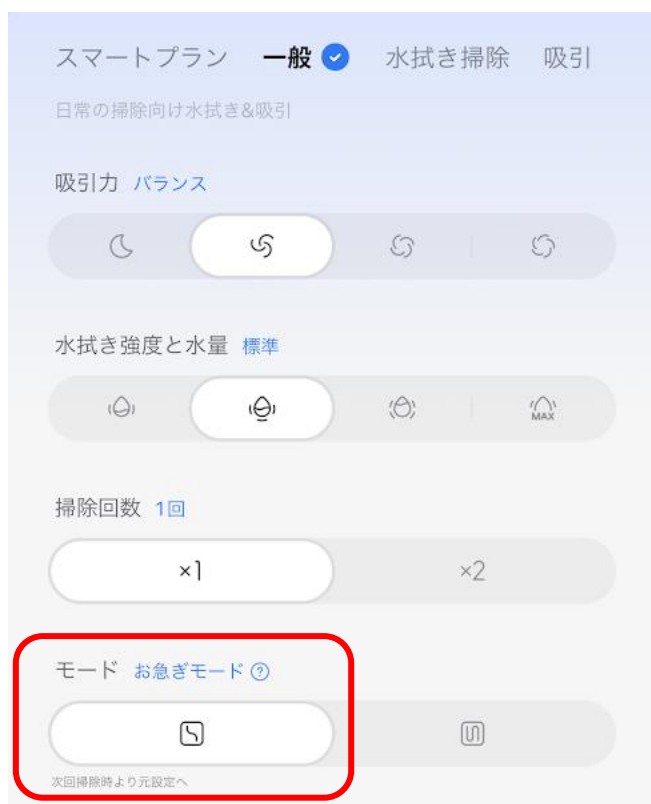 スマートプラン 一般 水拭き掃除 吸引
日常の掃除向け水拭き&吸引
吸引力 バランス
水拭き強度と水量 標準
MAX
掃除回数 1回
×1 ×2
モード お急ぎモード ?
次回掃除時より元設定へ